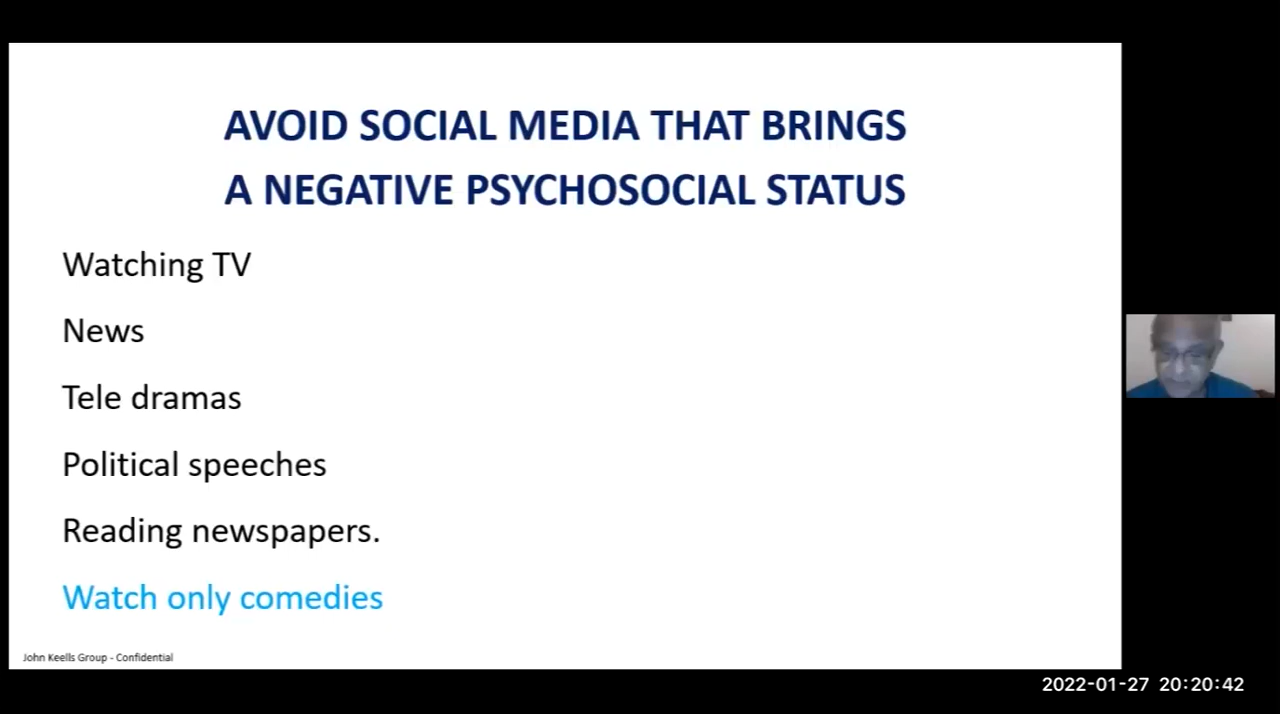 AVOID SOCIAL MEDIA THAT BRINGS
A NEGATIVE PSYCHOSOCIAL STATUS
Watching TV
News
Tele dramas
Political speeches
Reading newspapers.
Watch only comedies
John Keells Group - Confidential
2022-01-27 20:20:42